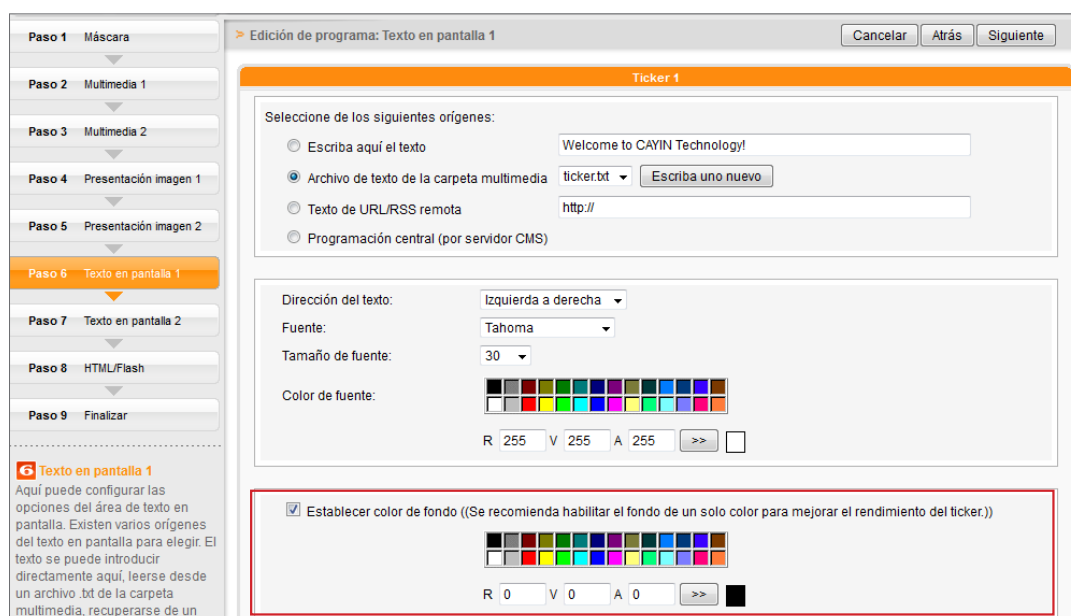 Paso 1 Máscara
Paso 2 Multimedia 1
Paso 3 Multimedia 2
Paso 4 Presentación imagen 1
Paso 5 Presentación imagen 2
Paso 6 Texto en pantalla 1
Paso 7 Texto en pantalla 2
Paso 8 HTML/Flash
Paso 9 Finalizar
6 Texto en pantalla 1
Aquí puede configurar las
opciones del área de texto en
pantalla. Existen varios orígenes
del texto en pantalla para elegir. El
texto se puede introducir
directamente aquí, leerse desde
un archivo .txt de la carpeta
multimedia, recuperarse de un
> Edición de programa: Texto en pantalla 1
Cancelar Atrás Siguiente
Ticker 1
Seleccione de los siguientes orígenes:
Escriba aquí el texto Welcome to CAYIN Technology!
Archivo de texto de la carpeta multimedia ticker.txt Escriba uno nuevo
Texto de URL/RSS remota http://
Programación central (por servidor CMS)
Dirección del texto: Izquierda a derecha
Fuente: Tahoma
Tamaño de fuente: 30
Color de fuente:
R 255 V 255 A 255 >>
Establecer color de fondo ((Se recomienda habilitar el fondo de un solo color para mejorar el rendimiento del ticker.))
R 0 V 0 A 0 >>